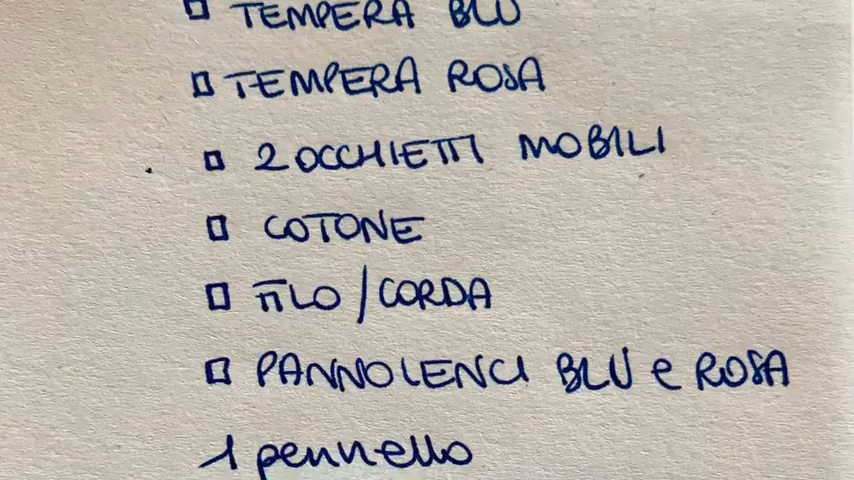 TEMPERA BLU
TEMPERA ROSA
2 OCCHIETTI MOBILI
COTONE
FILO/CORDA
PANNOLENCI BLU e ROSA
1 pennello